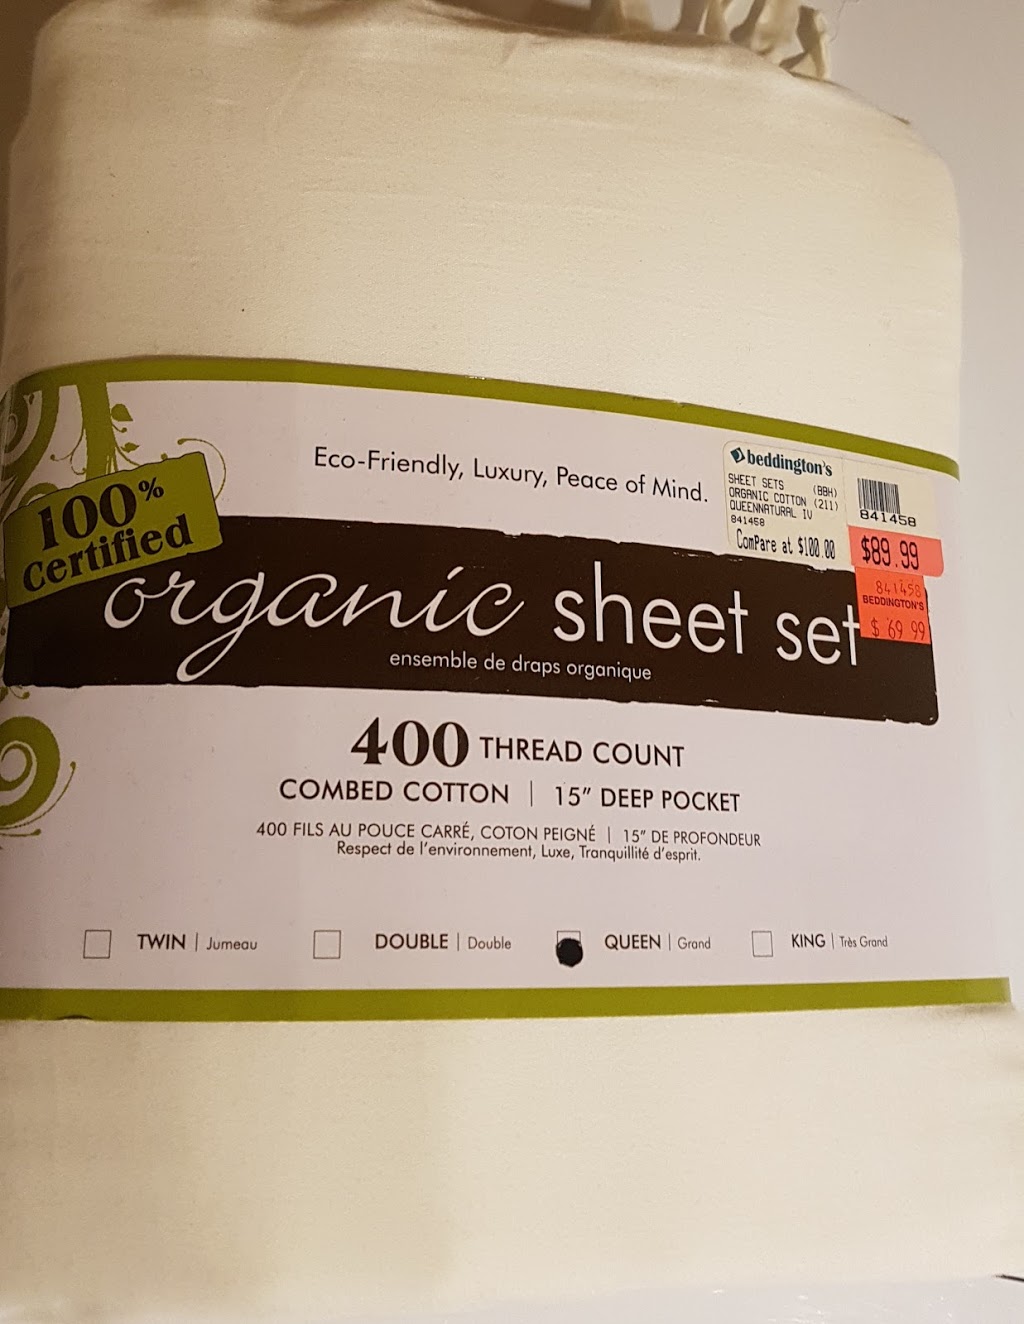 Eco-Friendly, Luxury, Peace of Mind.
beddington's
SHEET SETS (BBH)
ORGANIC COTTON (211)
QUEENNATURAL IV
841458
ComPare at $100.00
841458
$89.99
841458
BEDDINGTON'S
$ 69 99
100% 
certified
organic sheet set
ensemble de draps organique
400 THREAD COUNT
COMBED COTTON | 15" DEEP POCKET
400 FILS AU POUCE CARRÉ, COTON PEIGNÉ | 15" DE PROFONDEUR
Respect de l'environnement, Luxe, Tranquillité d'esprit.
TWIN | Jumeau DOUBLE | Double QUEEN | Grand KING | Très Grand